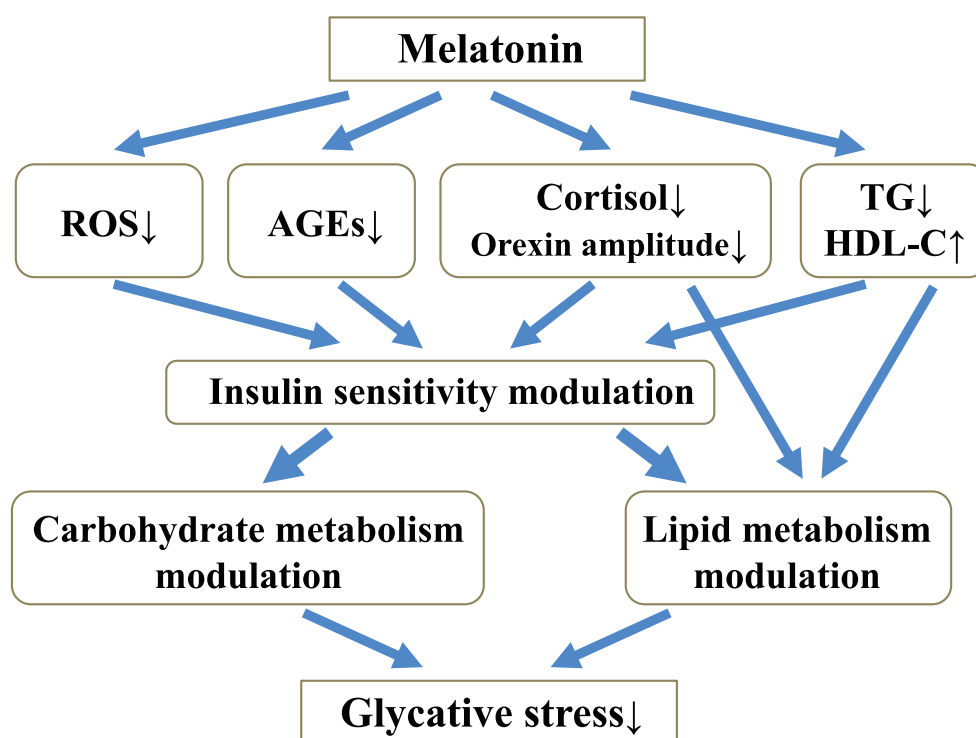 Melatonin
ROS↓
AGEs↓
Cortisol↓
Orexin amplitude↓
TG↓
HDL-C↑
Insulin sensitivity modulation
Carbohydrate metabolism
modulation
Lipid metabolism
modulation
Glycative stress↓